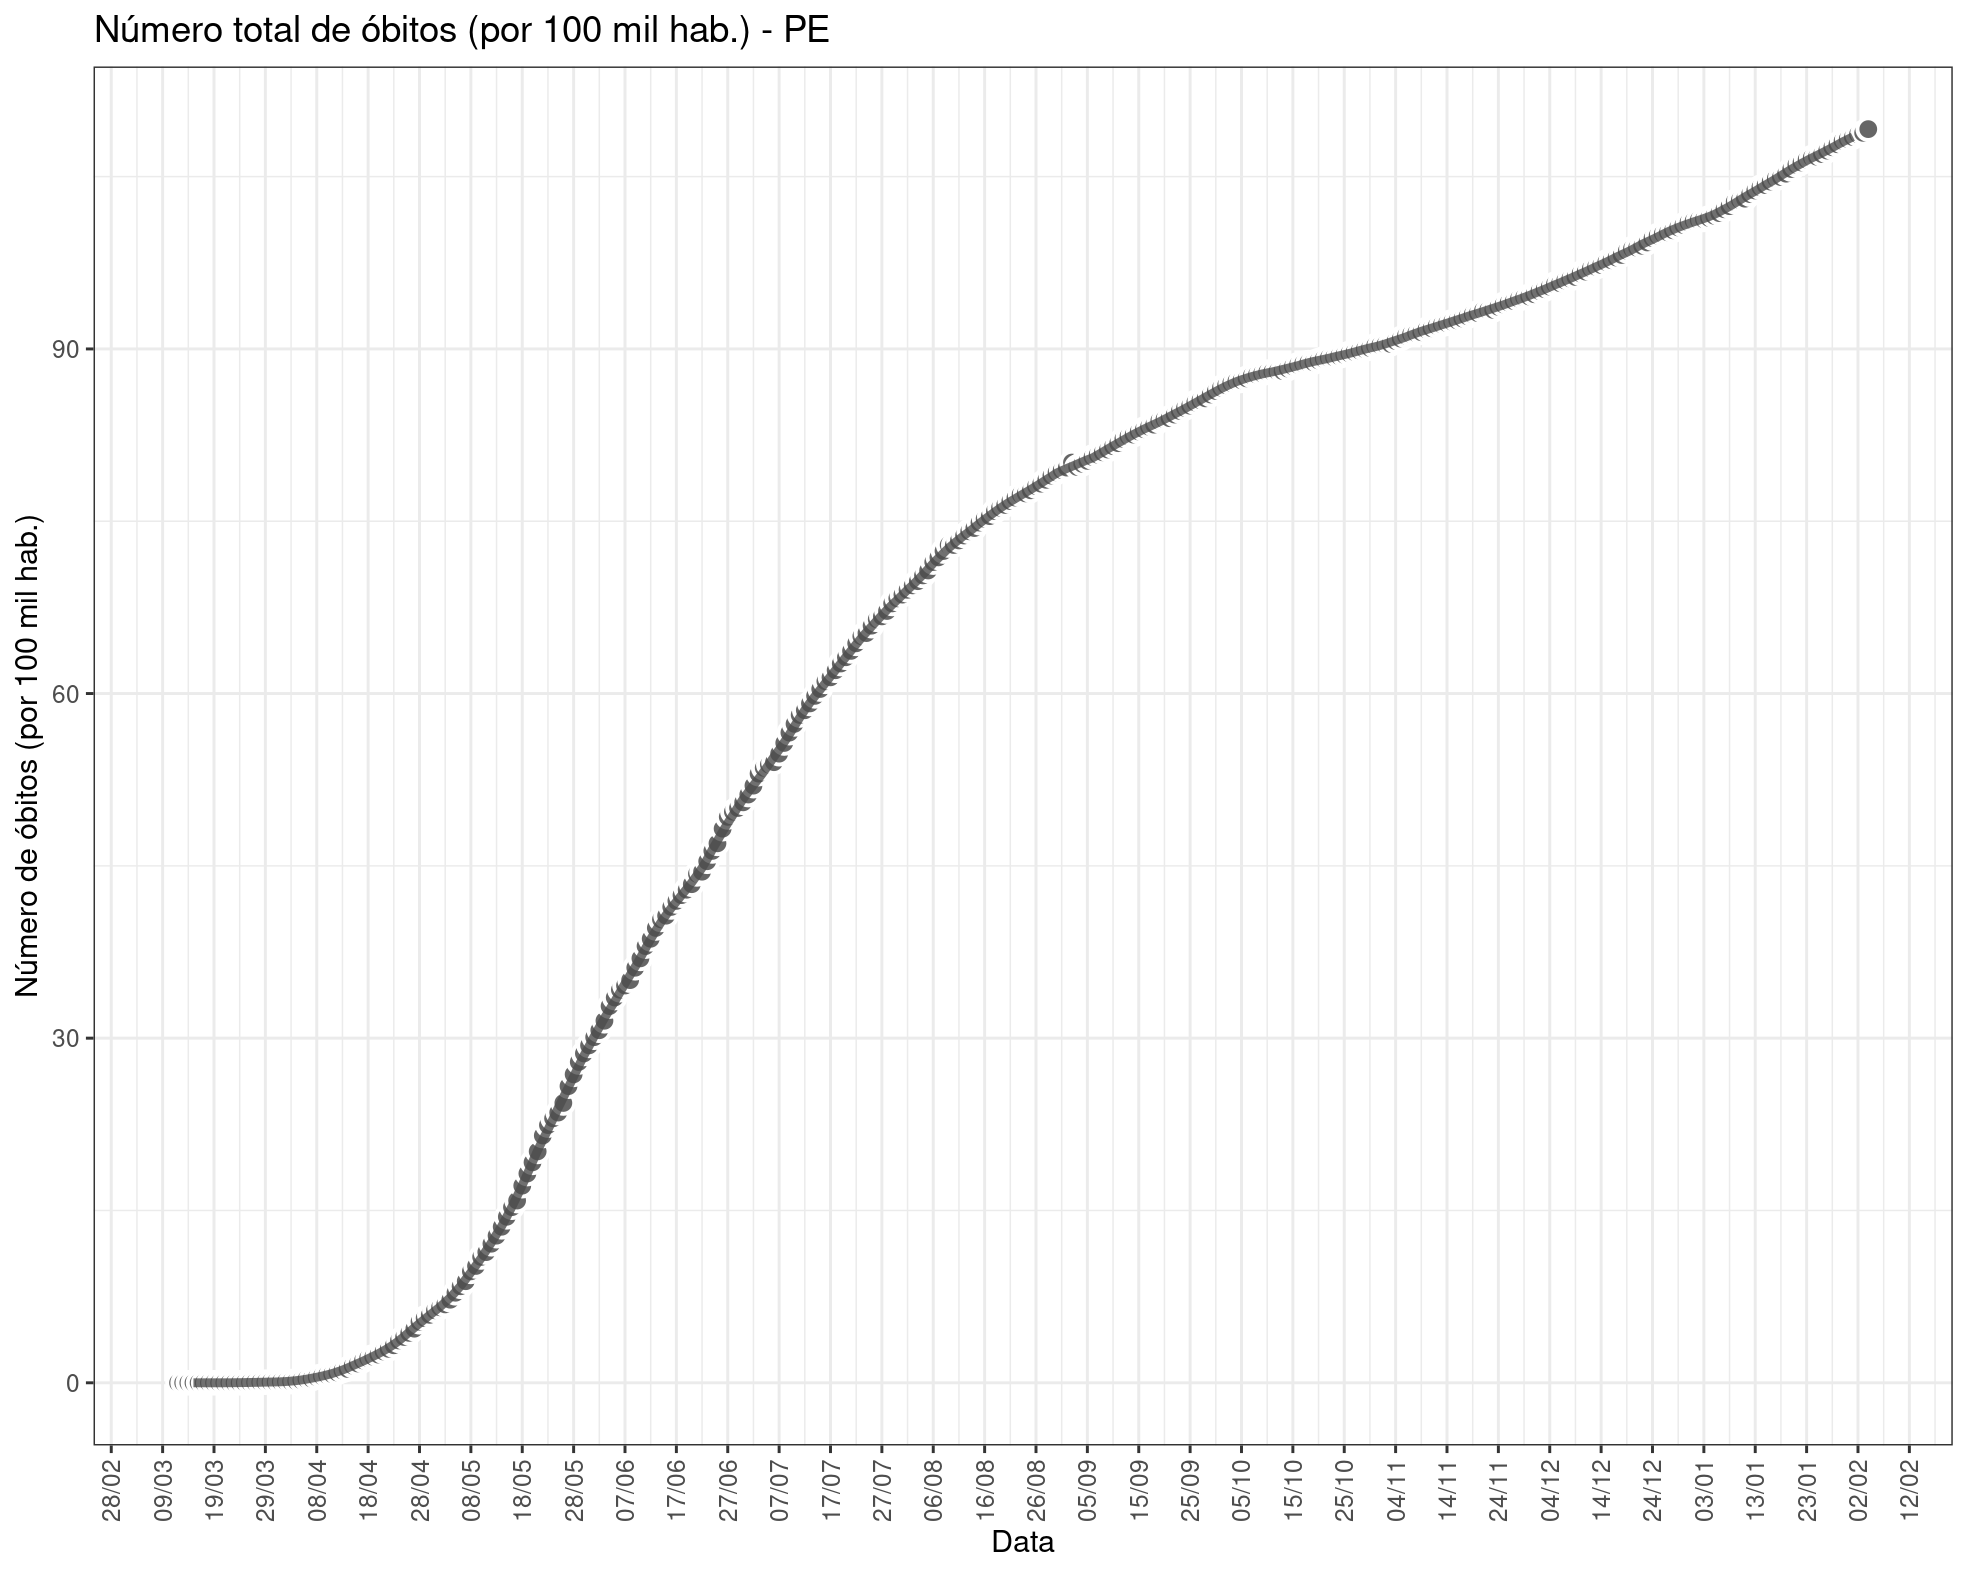 Número total de óbitos (por 100 mil hab.) - PE
Número de óbitos (por 100 mil hab.)
90
60
30
0
28/02 09/03 19/03 29/03 08/04 18/04 28/04 08/05 18/05 28/05 07/06 17/06 27/06 07/07 17/07 27/07 06/08 16/08 26/08 05/09 15/09 25/09 05/10 15/10 25/10 04/11 14/11 24/11 04/12 14/12 24/12 03/01 13/01 23/01 02/02 12/02
Data